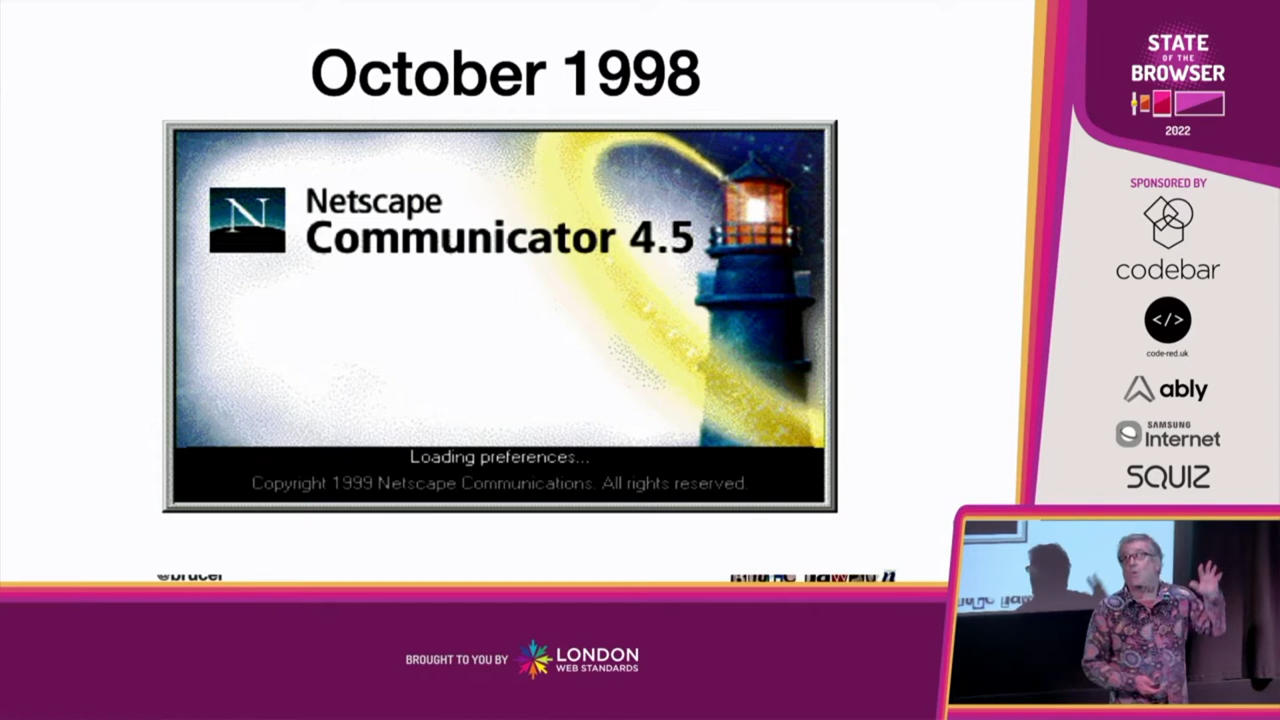 October 1998
N
Netscape
Communicator 4.5
Loading preferences...
Copyright 1999 Netscape Communications. All rights reserved.
@brucel
STATE
OF THE
BROWSER
2022
SPONSORED BY
codebar
</>
code-red.uk
ably
SAMSUNG
Internet
SQUIZ
BROUGHT TO YOU BY
LONDON
WEB STANDARDS